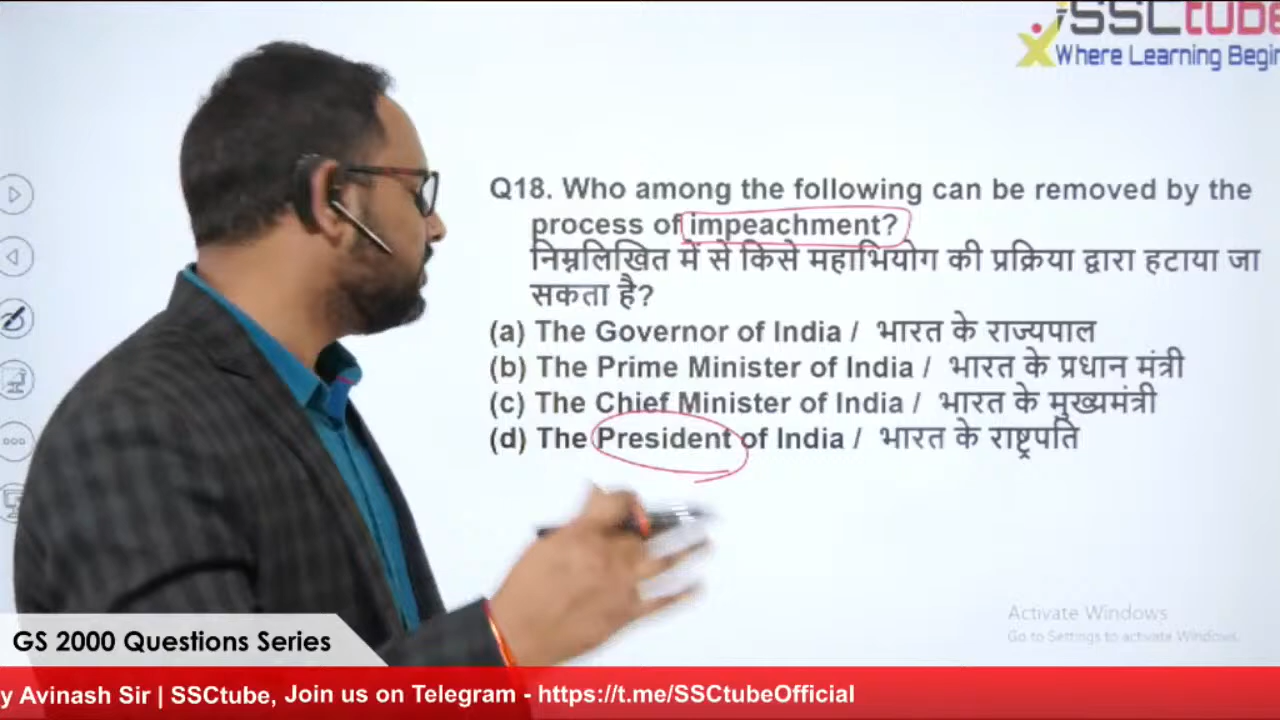 iSSCtube
Where Learning Begin
Q18. Who among the following can be removed by the
process of impeachment?
निम्नलिखित में से किसे महाभियोग की प्रक्रिया द्वारा हटाया जा
सकता है?
(a) The Governor of India / भारत के राज्यपाल
(b) The Prime Minister of India / भारत के प्रधान मंत्री
(c) The Chief Minister of India / भारत के मुख्यमंत्री
(d) The President of India / भारत के राष्ट्रपति
Activate Windows
Go to Settings to activate Windows.
GS 2000 Questions Series
y Avinash Sir | SSCtube, Join us on Telegram - https://t.me/SSCtubeOfficial